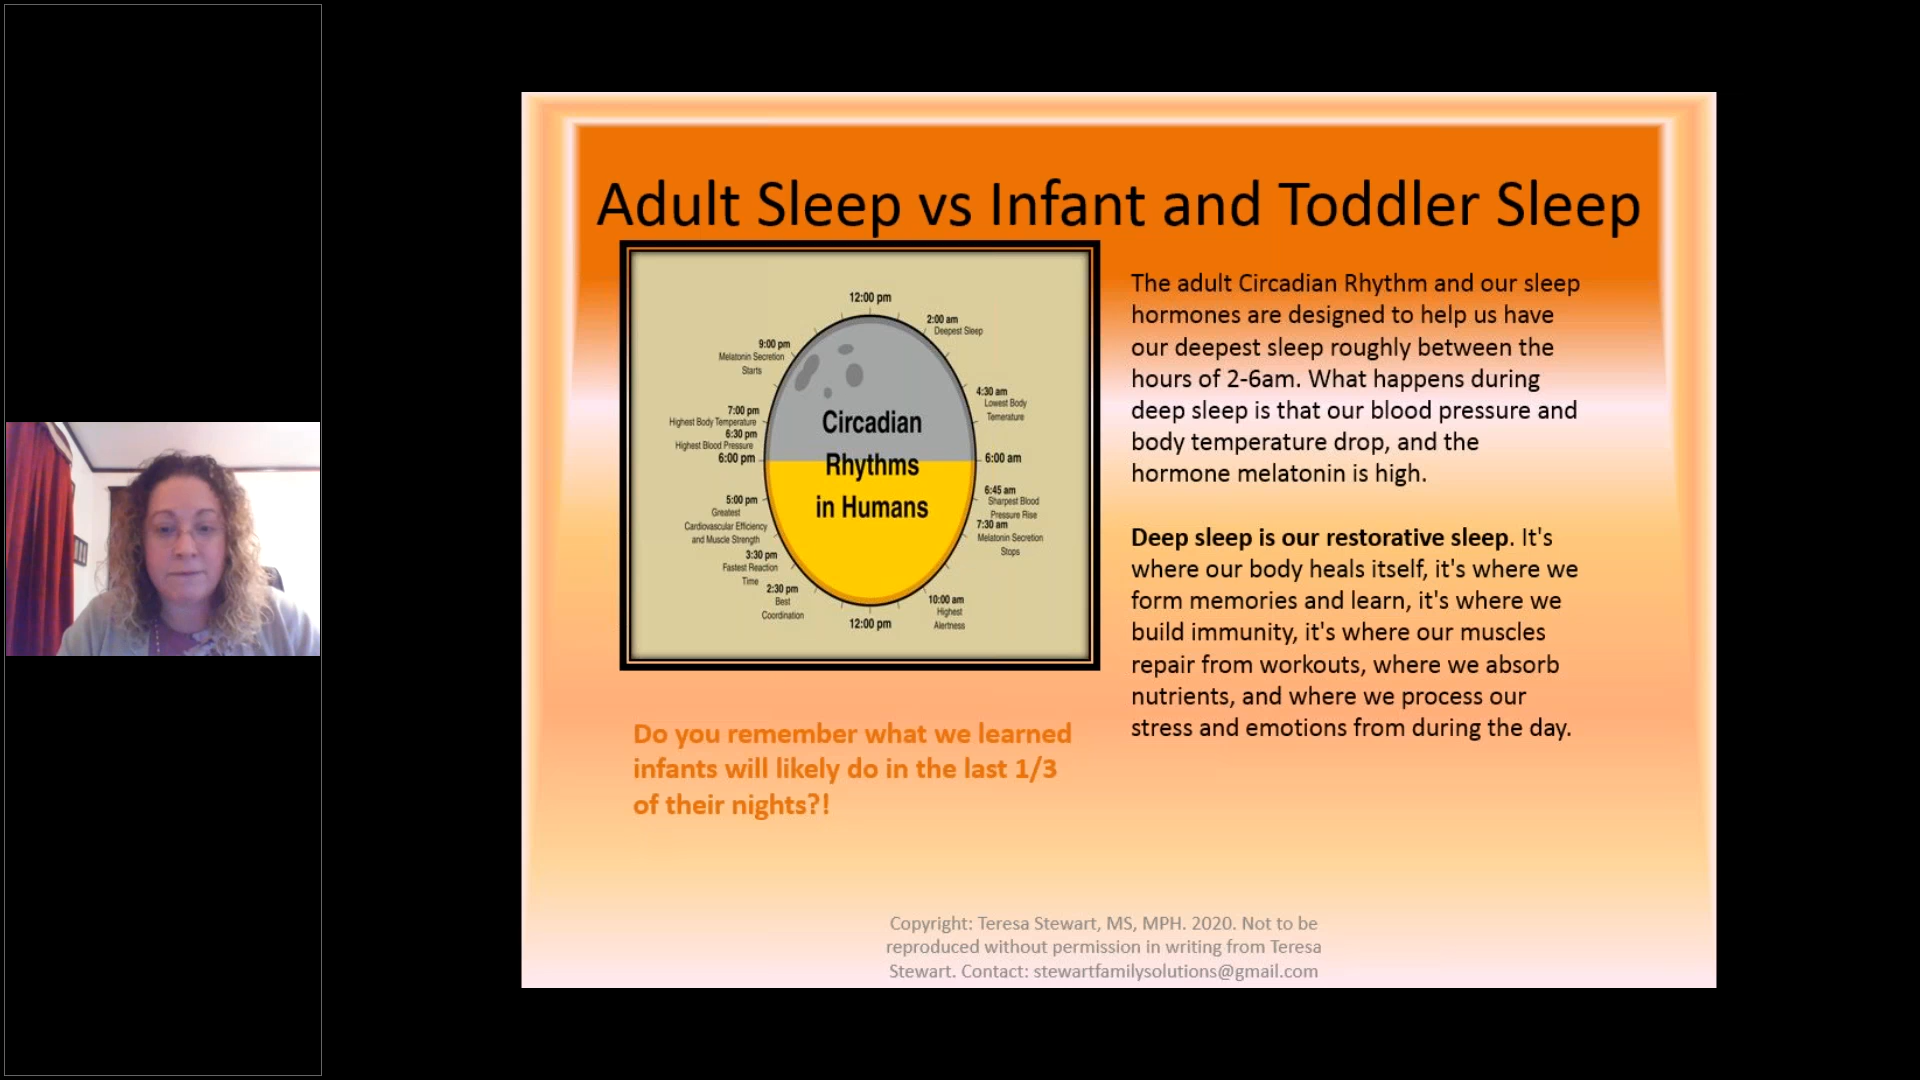 Adult Sleep vs Infant and Toddler Sleep
12:00 pm
2:00 am
Deepest Sleep
4:30 am
Lowest Body
Temerature
6:00 am
6:45 am
Sharpest Blood
Pressure Rise
7:30 am
Melatonin Secretion
Stops
10:00 am
Highest
Alertness
12:00 pm
2:30 pm
Best
Coordination
3:30 pm
Fastest Reaction
Time
5:00 pm
Greatest
Cardiovascular Efficiency
and Muscle Strength
6:00 pm
6:30 pm
Highest Blood Pressure
7:00 pm
Highest Body Temperature
9:00 pm
Melatonin Secretion
Starts
Circadian
Rhythms
in Humans
The adult Circadian Rhythm and our sleep
hormones are designed to help us have
our deepest sleep roughly between the
hours of 2-6am. What happens during
deep sleep is that our blood pressure and
body temperature drop, and the
hormone melatonin is high.
Deep sleep is our restorative sleep. It's
where our body heals itself, it's where we
form memories and learn, it's where we
build immunity, it's where our muscles
repair from workouts, where we absorb
nutrients, and where we process our
stress and emotions from during the day.
Do you remember what we learned
infants will likely do in the last 1/3
of their nights?!
Copyright: Teresa Stewart, MS, MPH. 2020. Not to be
reproduced without permission in writing from Teresa
Stewart. Contact: stewartfamilysolutions@gmail.com